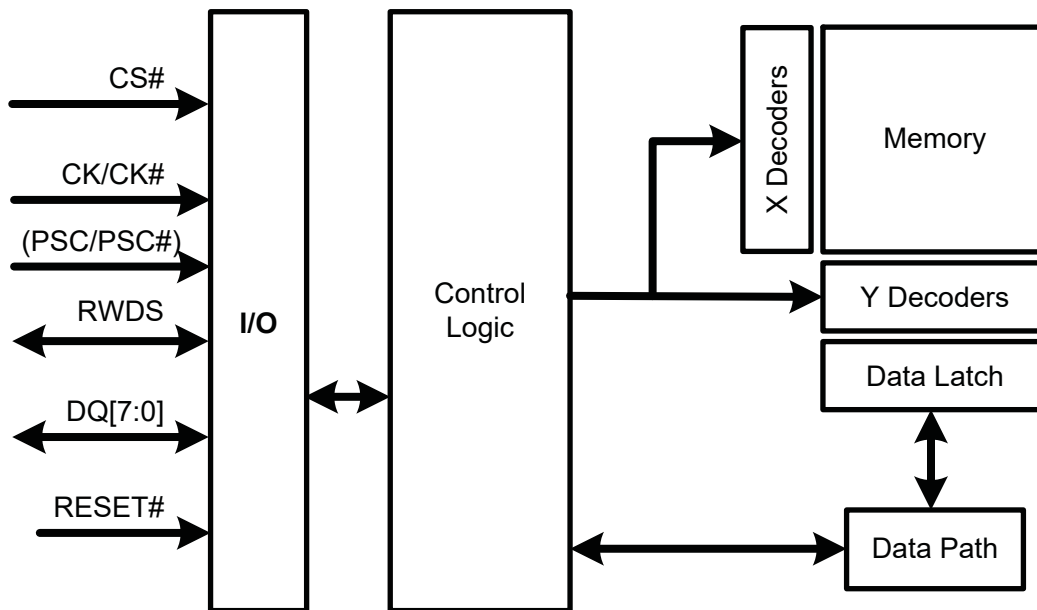 CS#
CK/CK#
(PSC/PSC#)
RWDS
DQ[7:0]
RESET#
I/O
Control
Logic
X Decoders
Memory
Y Decoders
Data Latch
Data Path